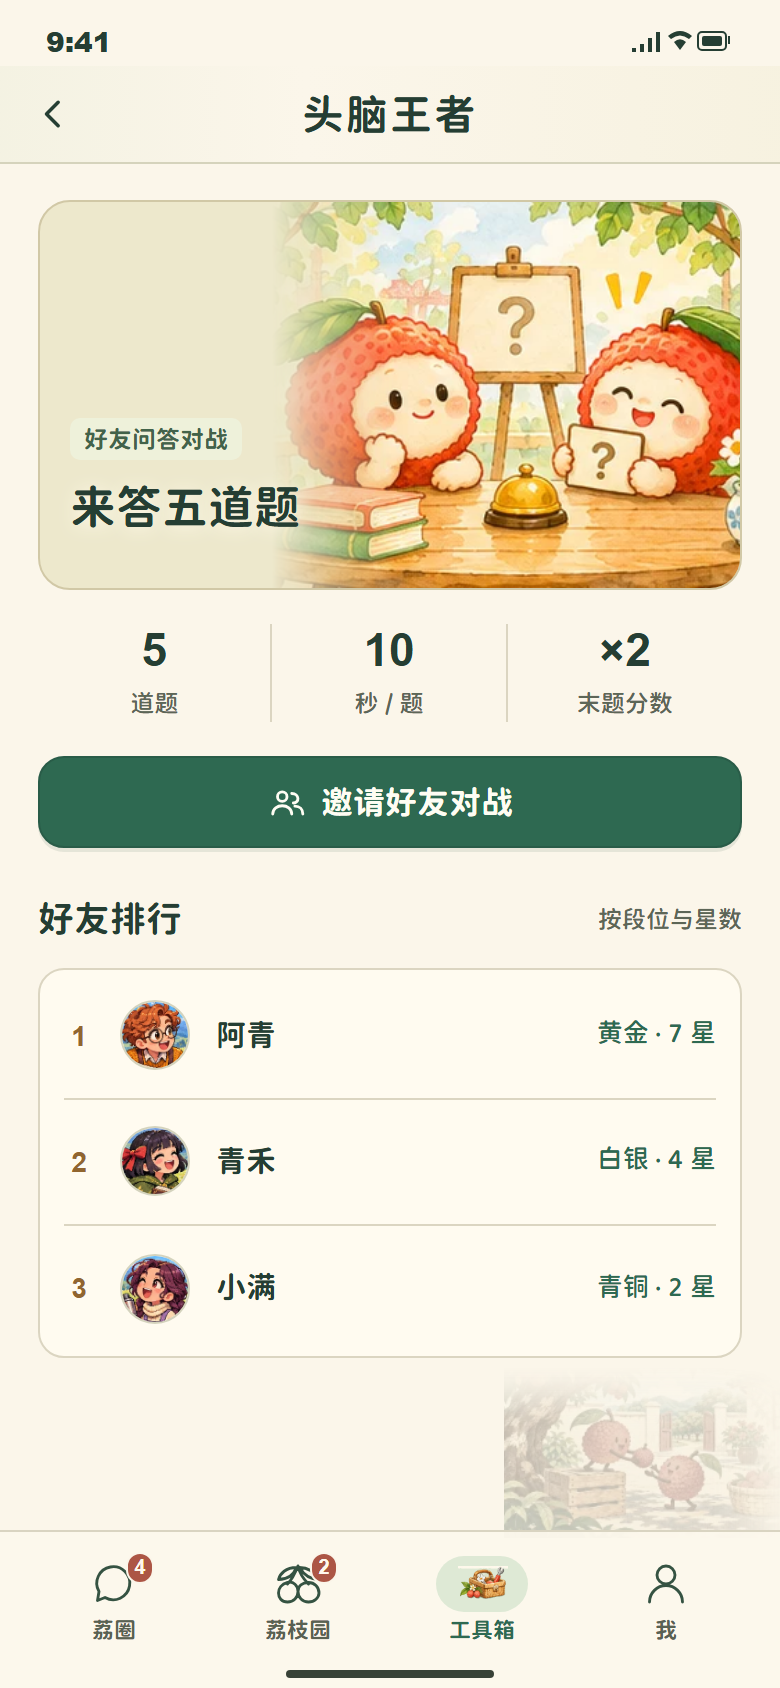 9:41
头脑王者
?
?
好友问答对战
来答五道题
5
10
×2
道题
秒 / 题
末题分数
邀请好友对战
好友排行
按段位与星数
1 阿青 黄金 · 7 星
2 青禾 白银 · 4 星
3 小满 青铜 · 2 星
4
2
荔圈
荔枝园
工具箱
我